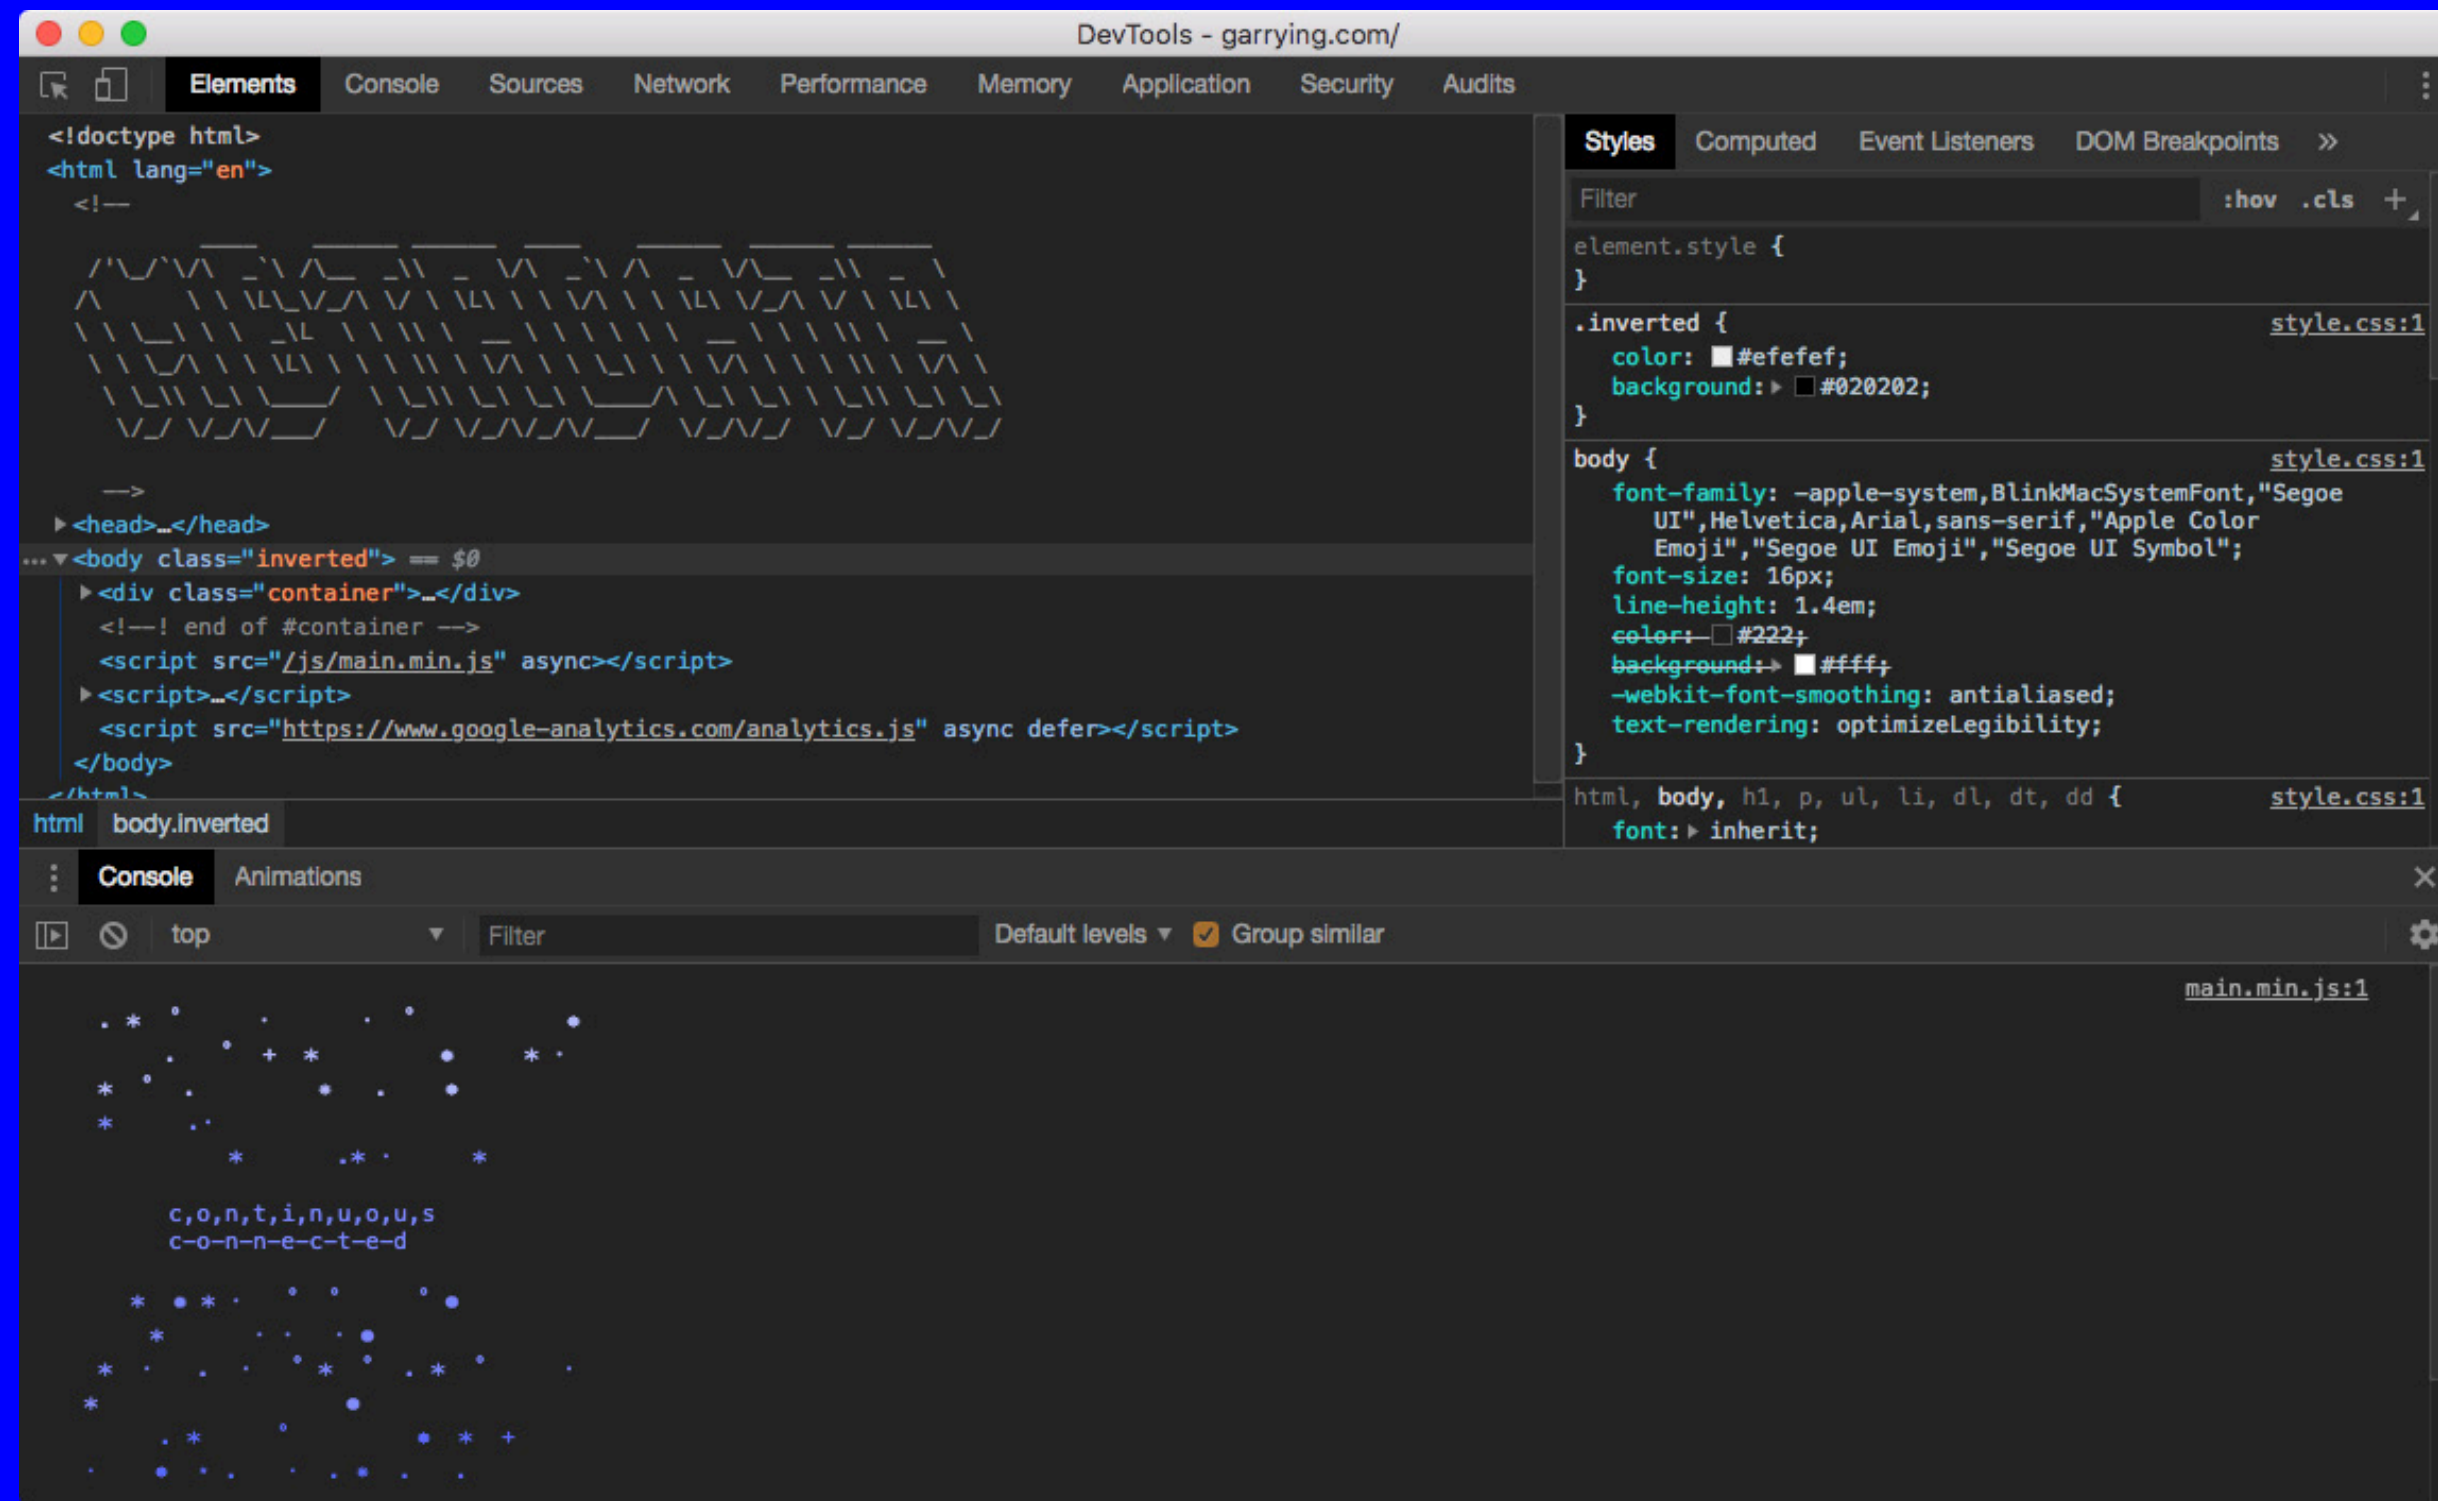 DevTools - garrying.com/
Elements Console Sources Network Performance Memory Application Security Audits
<!doctype html>
<html lang="en">
<!--
-->
<head>…</head>
<body class="inverted"> == $0
<div class="container">…</div>
<!--! end of #container -->
<script src="/js/main.min.js" async></script>
<script>…</script>
<script src="https://www.google-analytics.com/analytics.js" async defer></script>
</body>
</html>
html body.inverted
Styles Computed Event Listeners DOM Breakpoints »
Filter :hov .cls +
element.style {
}
.inverted { style.css:1
color: #efefef;
background: #020202;
}
body { style.css:1
font-family: -apple-system,BlinkMacSystemFont,"Segoe
UI",Helvetica,Arial,sans-serif,"Apple Color
Emoji","Segoe UI Emoji","Segoe UI Symbol";
font-size: 16px;
line-height: 1.4em;
color: #222;
background: #fff;
-webkit-font-smoothing: antialiased;
text-rendering: optimizeLegibility;
}
html, body, h1, p, ul, li, dl, dt, dd { style.css:1
font: inherit;
Console Animations
top Filter Default levels Group similar
main.min.js:1
c,o,n,t,i,n,u,o,u,s
c-o-n-n-e-c-t-e-d